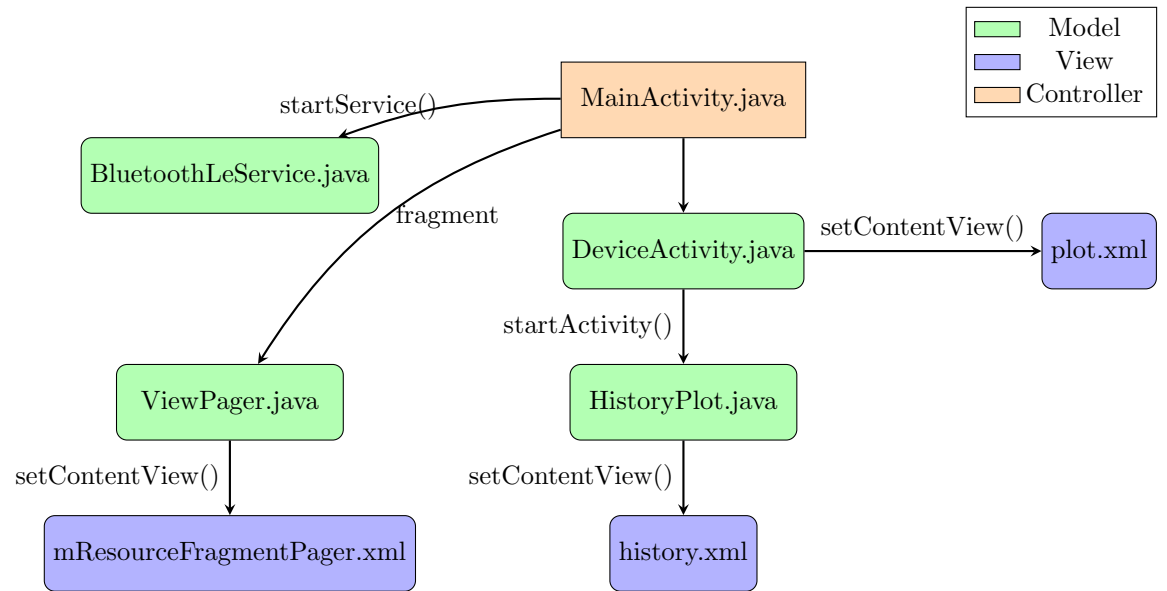 Model
View
Controller
MainActivity.java
startService()
BluetoothLeService.java
fragment
DeviceActivity.java
setContentView()
plot.xml
startActivity()
ViewPager.java
HistoryPlot.java
setContentView()
setContentView()
mResourceFragmentPager.xml
history.xml